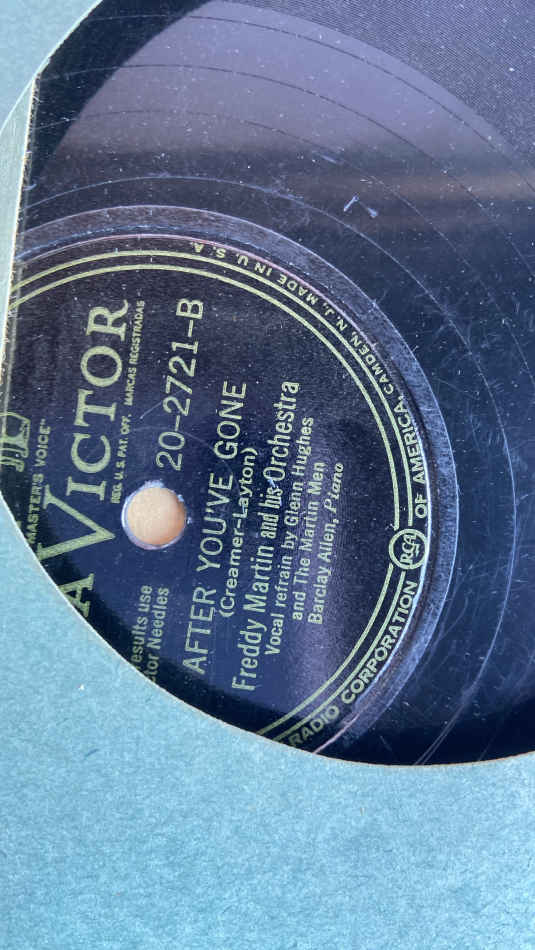 MASTER'S VOICE"
A VICTOR
REG. U. S. PAT. OFF. MARCAS REGISTRADAS
esults use
tor Needles
20-2721-B
AFTER YOU'VE GONE
(Creamer-Layton)
Freddy Martin and his Orchestra
Vocal refrain by Glenn Hughes
and The Martin Men
Barclay Allen, Piano
RADIO CORPORATION RCA OF AMERICA, CAMDEN, N. J., MADE IN U. S. A.